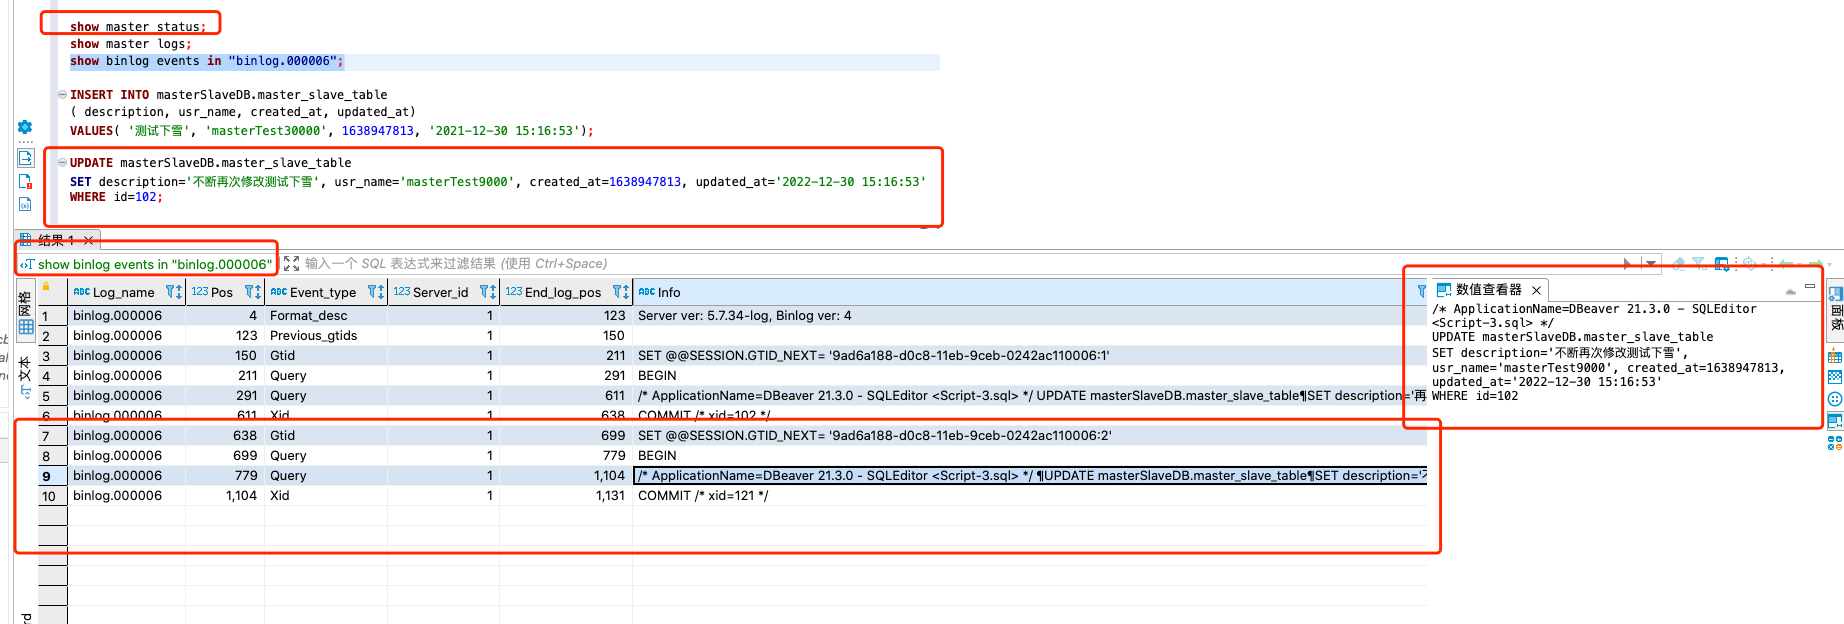 show master status;
show master logs;
show binlog events in "binlog.000006";
INSERT INTO masterSlaveDB.master_slave_table
( description, usr_name, created_at, updated_at)
VALUES( '测试下雪', 'masterTest30000', 1638947813, '2021-12-30 15:16:53');
UPDATE masterSlaveDB.master_slave_table
SET description='不断再次修改测试下雪', usr_name='masterTest9000', created_at=1638947813, updated_at='2022-12-30 15:16:53'
WHERE id=102;
结果 1
show binlog events in "binlog.000006"
输入一个 SQL 表达式来过滤结果 (使用 Ctrl+Space)
网格
文本
ABC Log_name 123 Pos ABC Event_type 123 Server_id 123 End_log_pos ABC Info
1 binlog.000006 4 Format_desc 1 123 Server ver: 5.7.34-log, Binlog ver: 4
2 binlog.000006 123 Previous_gtids 1 150
3 binlog.000006 150 Gtid 1 211 SET @@SESSION.GTID_NEXT= '9ad6a188-d0c8-11eb-9ceb-0242ac110006:1'
4 binlog.000006 211 Query 1 291 BEGIN
5 binlog.000006 291 Query 1 611 /* ApplicationName=DBeaver 21.3.0 - SQLEditor <Script-3.sql> */ UPDATE masterSlaveDB.master_slave_table¶SET description='再
6 binlog.000006 611 Xid 1 638 COMMIT /* xid=102 */
7 binlog.000006 638 Gtid 1 699 SET @@SESSION.GTID_NEXT= '9ad6a188-d0c8-11eb-9ceb-0242ac110006:2'
8 binlog.000006 699 Query 1 779 BEGIN
9 binlog.000006 779 Query 1 1,104 /* ApplicationName=DBeaver 21.3.0 - SQLEditor <Script-3.sql> */ ¶UPDATE masterSlaveDB.master_slave_table¶SET description='
10 binlog.000006 1,104 Xid 1 1,131 COMMIT /* xid=121 */
数值查看器
/* ApplicationName=DBeaver 21.3.0 - SQLEditor
<Script-3.sql> */
UPDATE masterSlaveDB.master_slave_table
SET description='不断再次修改测试下雪',
usr_name='masterTest9000', created_at=1638947813,
updated_at='2022-12-30 15:16:53'
WHERE id=102